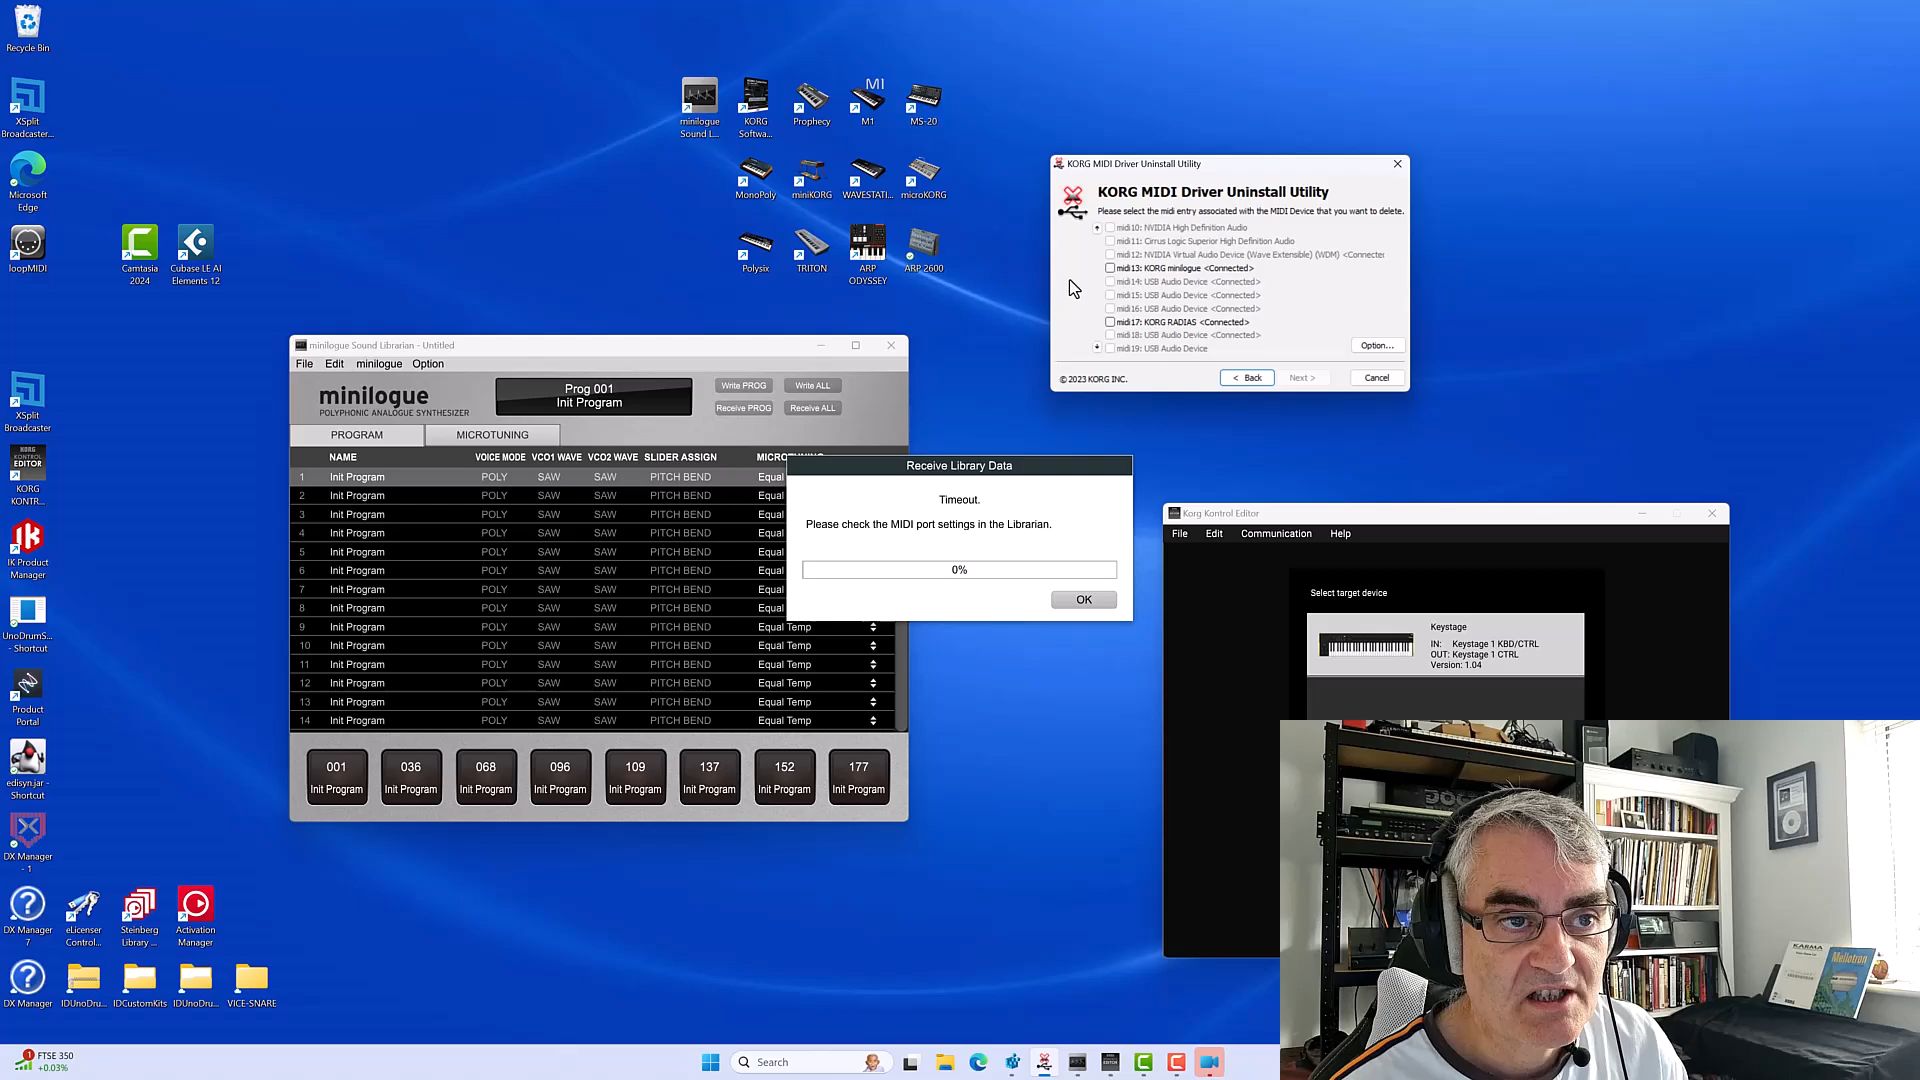 Recycle Bin
XSplit
Broadcaster...
Microsoft
Edge
loopMIDI
Camtasia
2024
Cubase LE AI
Elements 12
XSplit
Broadcaster
KORG
KONTROL
EDITOR
KORG
KONTR...
IK Product
Manager
UnoDrumS...
- Shortcut
Product
Portal
edisyn.jar -
Shortcut
DX Manager
- 1
DX Manager
7
eLicenser
Control...
Steinberg
Library ...
Activation
Manager
DX Manager
IDUnoDru...
IDCustomKits
IDUnoDru...
VICE-SNARE
minilogue
Sound L...
KORG
Softwa...
Prophecy
M1
M1
MS-20
MonoPoly
miniKORG
WAVESTATI...
microKORG
Polysix
TRITON
ARP
ODYSSEY
ARP 2600
KORG MIDI Driver Uninstall Utility
KORG MIDI Driver Uninstall Utility
Please select the midi entry associated with the MIDI Device that you want to delete.
midi10: NVIDIA High Definition Audio
midi11: Cirrus Logic Superior High Definition Audio
midi12: NVIDIA Virtual Audio Device (Wave Extensible) (WDM) <Connectec
midi13: KORG minilogue <Connected>
midi14: USB Audio Device <Connected>
midi15: USB Audio Device <Connected>
midi16: USB Audio Device <Connected>
midi17: KORG RADIAS <Connected>
midi18: USB Audio Device <Connected>
midi19: USB Audio Device
Option...
© 2023 KORG INC.
< Back
Next >
Cancel
minilogue Sound Librarian - Untitled
File Edit minilogue Option
minilogue
POLYPHONIC ANALOGUE SYNTHESIZER
Prog 001
Init Program
Write PROG
Write ALL
Receive PROG
Receive ALL
PROGRAM
MICROTUNING
NAME VOICE MODE VCO1 WAVE VCO2 WAVE SLIDER ASSIGN MICROTUNING
1 Init Program POLY SAW SAW PITCH BEND Equal
2 Init Program POLY SAW SAW PITCH BEND Equal
3 Init Program POLY SAW SAW PITCH BEND Equal
4 Init Program POLY SAW SAW PITCH BEND Equal
5 Init Program POLY SAW SAW PITCH BEND Equal
6 Init Program POLY SAW SAW PITCH BEND Equal
7 Init Program POLY SAW SAW PITCH BEND Equal
8 Init Program POLY SAW SAW PITCH BEND Equal
9 Init Program POLY SAW SAW PITCH BEND Equal Temp
10 Init Program POLY SAW SAW PITCH BEND Equal Temp
11 Init Program POLY SAW SAW PITCH BEND Equal Temp
12 Init Program POLY SAW SAW PITCH BEND Equal Temp
13 Init Program POLY SAW SAW PITCH BEND Equal Temp
14 Init Program POLY SAW SAW PITCH BEND Equal Temp
001
Init Program
036
Init Program
068
Init Program
096
Init Program
109
Init Program
137
Init Program
152
Init Program
177
Init Program
Receive Library Data
Timeout.
Please check the MIDI port settings in the Librarian.
0%
OK
Korg Kontrol Editor
File Edit Communication Help
Select target device
Keystage
IN: Keystage 1 KBD/CTRL
OUT: Keystage 1 CTRL
Version: 1.04
KARMA
Mellotron
1
FTSE 350
+0.03%
Search